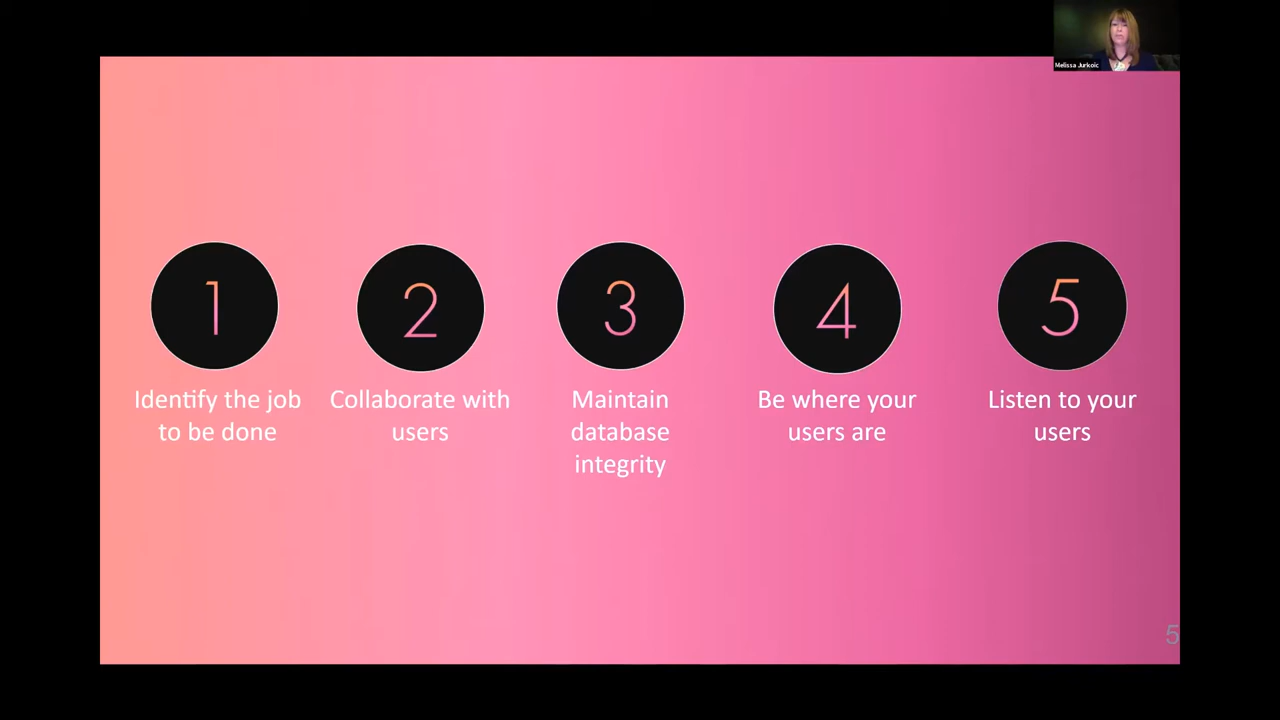 Melissa Jurkoic
1
2
3
4
5
Identify the job
to be done
Collaborate with
users
Maintain
database
integrity
Be where your
users are
Listen to your
users
5